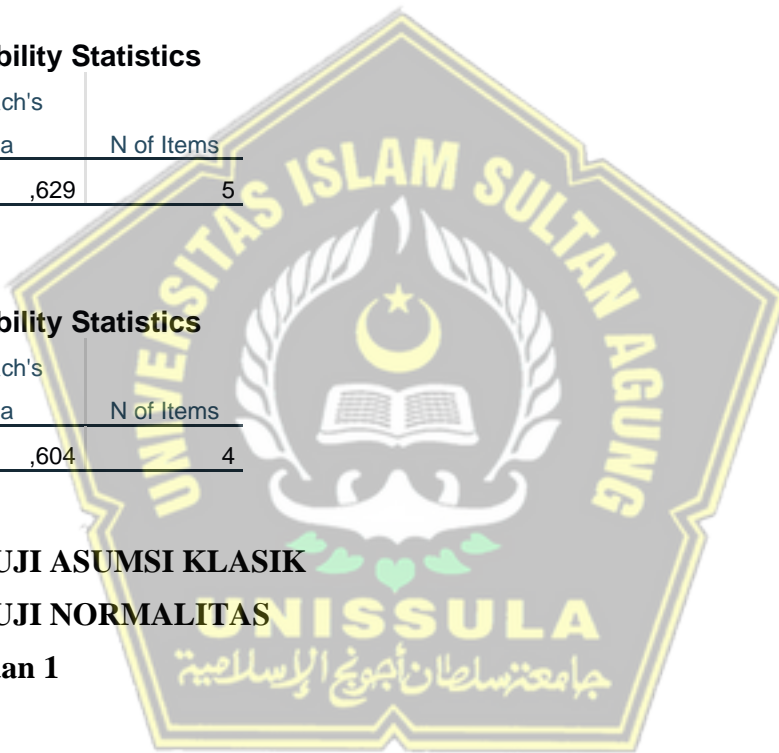 bility Statistics
ch's
a N of Items
,629 5
bility Statistics
ch's
a N of Items
,604 4
UJI ASUMSI KLASIK
UJI NORMALITAS
an 1
UNIVERSITAS ISLAM SULTAN AGUNG
UNISSULA
جامعة سلطان أجونج الإسلامية